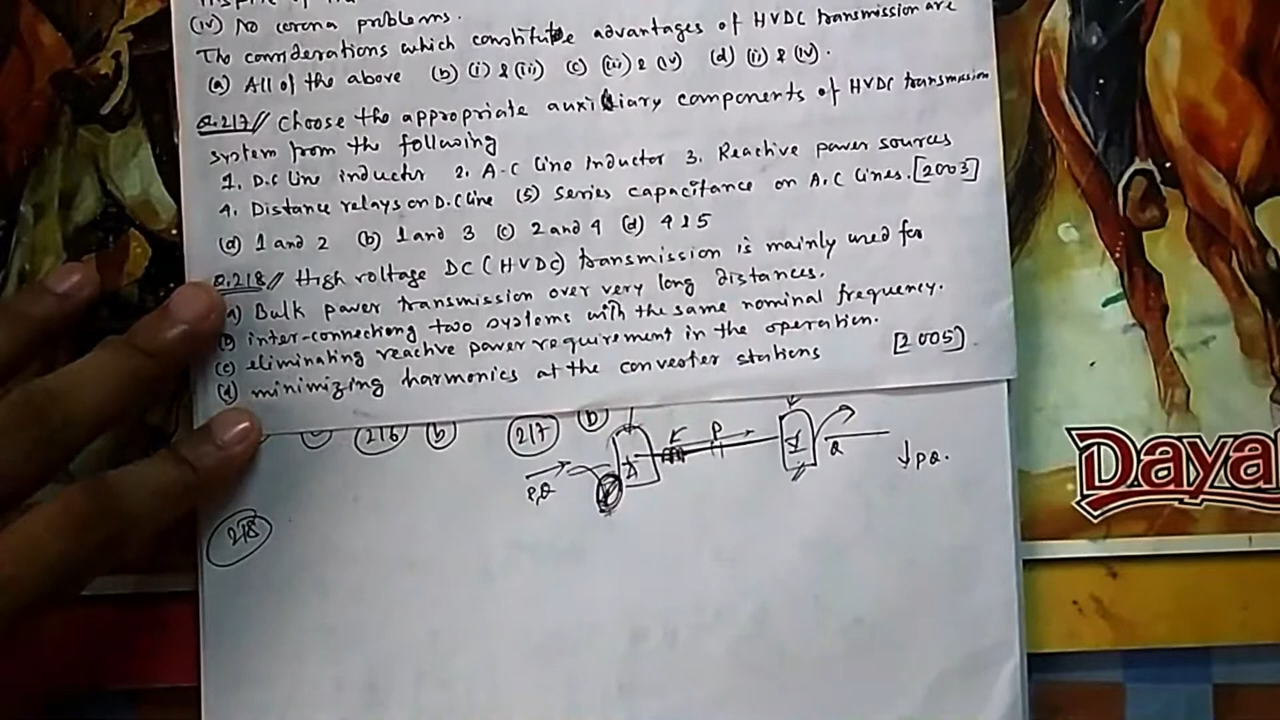 (iv) No corona problems.
The considerations which constitute advantages of HVDC transmission are
(a) All of the above (b) (i) & (ii) (c) (iii) & (iv) (d) (ii) & (iv).
Q.217// Choose the appropriate auxiliary components of HVDC transmission
system from the following
1. D.C line inductor 2. A.C line Inductor 3. Reactive power sources
4. Distance relays on D.C line (5) Series capacitance on A.C lines. [2003]
(a) 1 and 2 (b) 1 and 3 (c) 2 and 4 (d) 4 & 5
Q.218// High voltage DC (HVDC) transmission is mainly used for
a) Bulk power transmission over very long distances.
(b) inter-connecting two systems with the same nominal frequency.
(c) eliminating reactive power requirement in the operation.
(d) minimizing harmonics at the converter stations [2005]
216 (b) 217 (b)
P
P,Q
I
Q
↓PQ.
218
Dayal